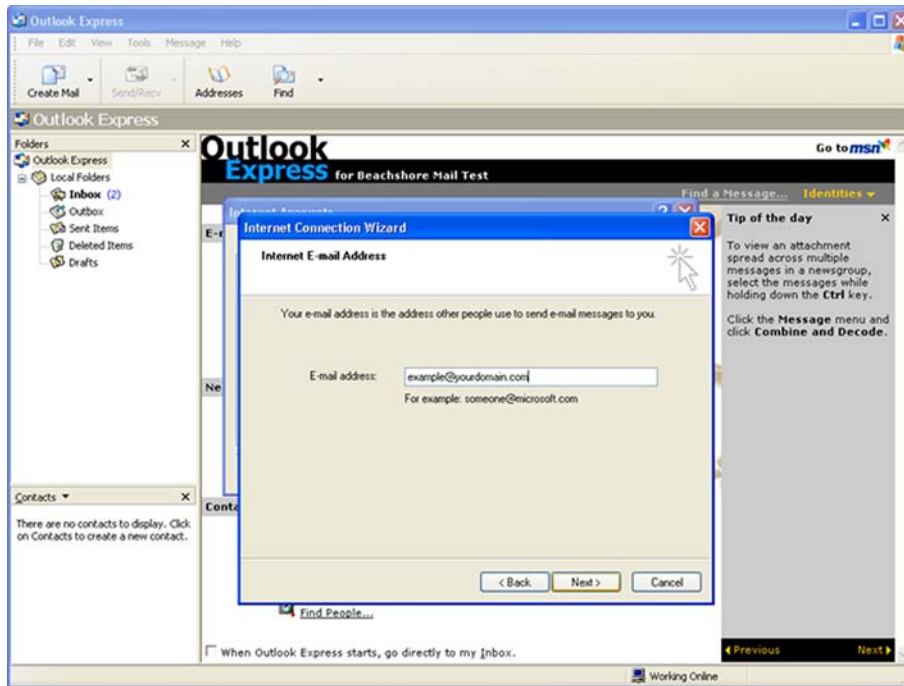 Outlook Express
File Edit View Tools Message Help
Create Mail Send/Recv Addresses Find
Outlook Express
Folders
Outlook Express
Local Folders
Inbox (2)
Outbox
Sent Items
Deleted Items
Drafts
Contacts
There are no contacts to display. Click
on Contacts to create a new contact.
Outlook
Express for Beachshore Mail Test
Go to msn
Find a Message... Identities
Internet Accounts
Internet Connection Wizard
Internet E-mail Address
Your e-mail address is the address other people use to send e-mail messages to you.
E-mail address: example@yourdomain.com
For example: someone@microsoft.com
< Back Next > Cancel
Find People...
When Outlook Express starts, go directly to my Inbox.
Tip of the day
To view an attachment
spread across multiple
messages in a newsgroup,
select the messages while
holding down the Ctrl key.
Click the Message menu and
click Combine and Decode.
Previous Next
Working Online